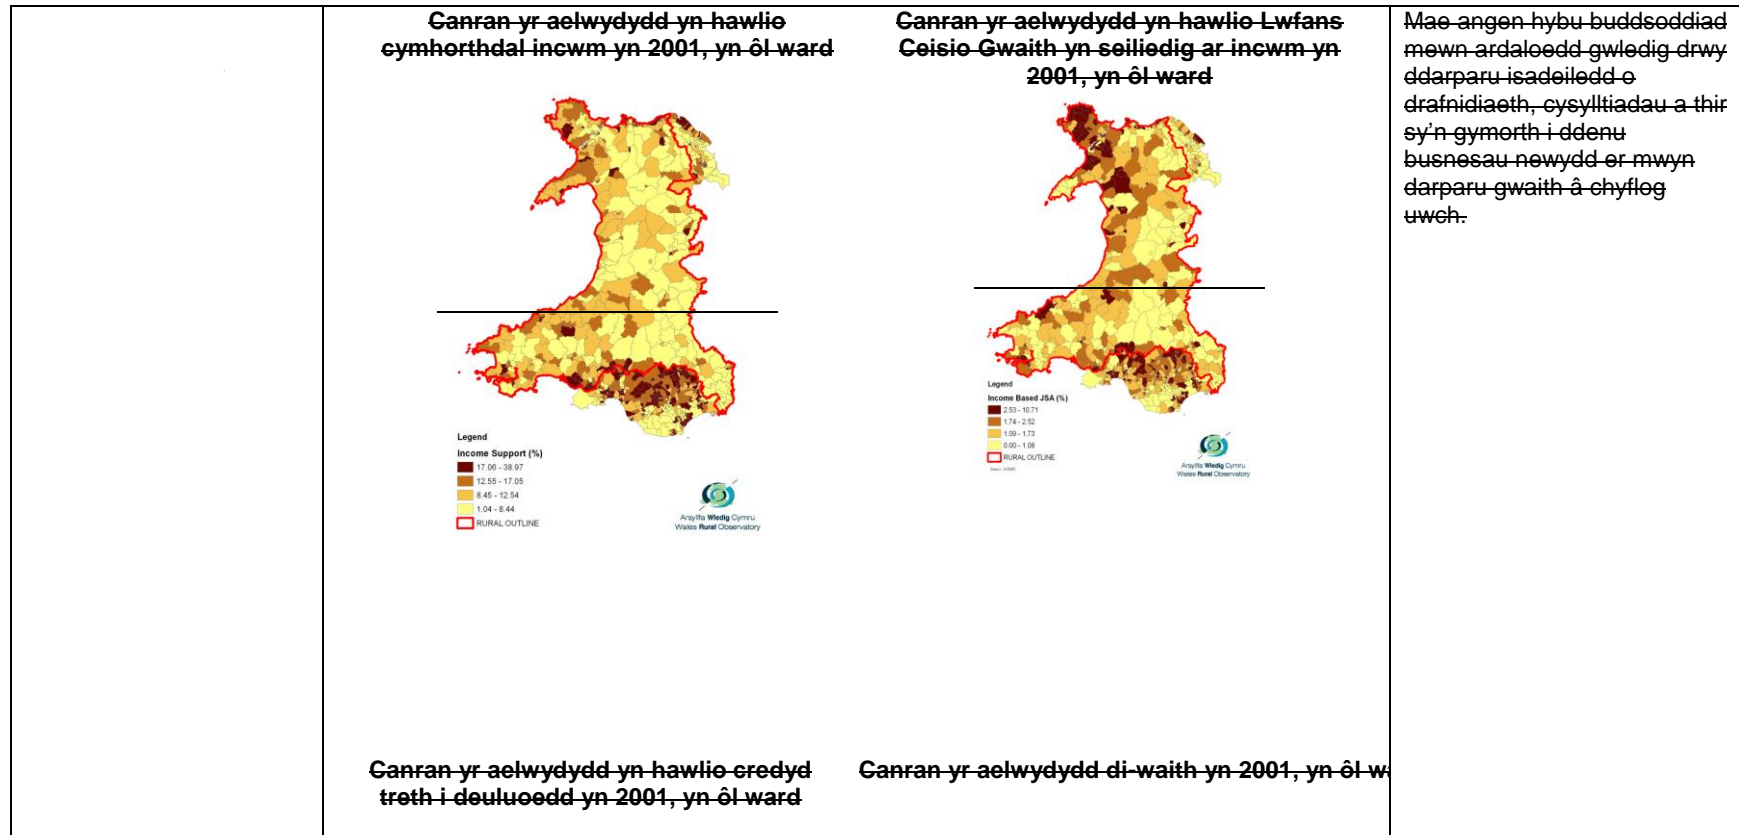 Canran yr aelwydydd yn hawlio
cymhorthdal incwm yn 2001, yn ôl ward
Canran yr aelwydydd yn hawlio Lwfans
Ceisio Gwaith yn seiliedig ar incwm yn
2001, yn ôl ward
Mae angen hybu buddsoddiad
mewn ardaloedd gwledig drwy
ddarparu isadeiledd o
drafnidiaeth, cysylltiadau a thir
sy'n gymorth i ddenu
busnesau newydd er mwyn
darparu gwaith â chyflog
uwch.
Legend
Income Support (%)
17.06 - 38.97
12.55 - 17.05
8.45 - 12.54
1.04 - 8.44
RURAL OUTLINE
Arsyllfa Wledig Cymru
Wales Rural Observatory
Legend
Income Based JSA (%)
2.53 - 10.71
1.74 - 2.52
1.09 - 1.73
0.00 - 1.08
RURAL OUTLINE
Arsyllfa Wledig Cymru
Wales Rural Observatory
Canran yr aelwydydd yn hawlio credyd
treth i deuluoedd yn 2001, yn ôl ward
Canran yr aelwydydd di-waith yn 2001, yn ôl